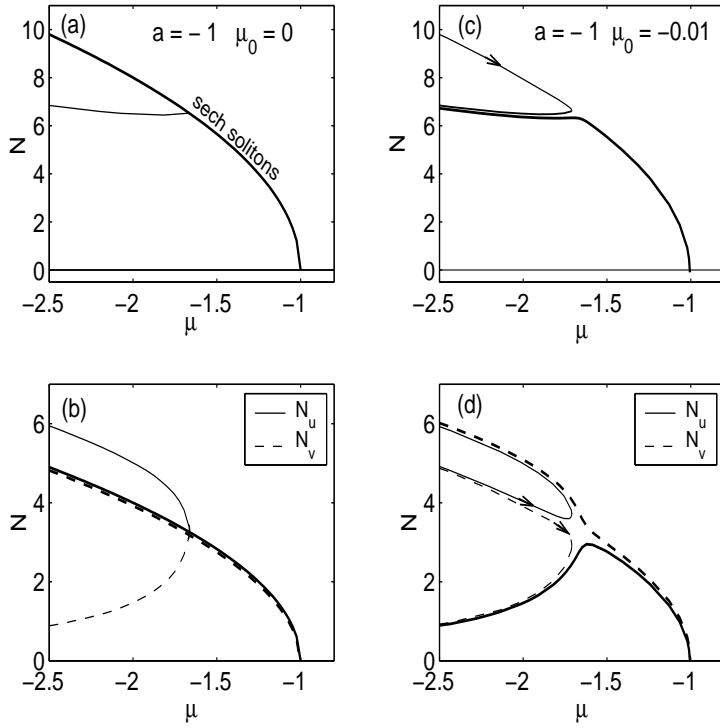 (a)
a = − 1 μ0 = 0
sech solitons
10
8
6
4
2
0
N
−2.5 −2 −1.5 −1
μ
(c)
a = − 1 μ0 = −0.01
10
8
6
4
2
0
N
−2.5 −2 −1.5 −1
μ
(b)
Nu
Nv
6
4
2
0
N
−2.5 −2 −1.5 −1
μ
(d)
Nu
Nv
6
4
2
0
N
−2.5 −2 −1.5 −1
μ